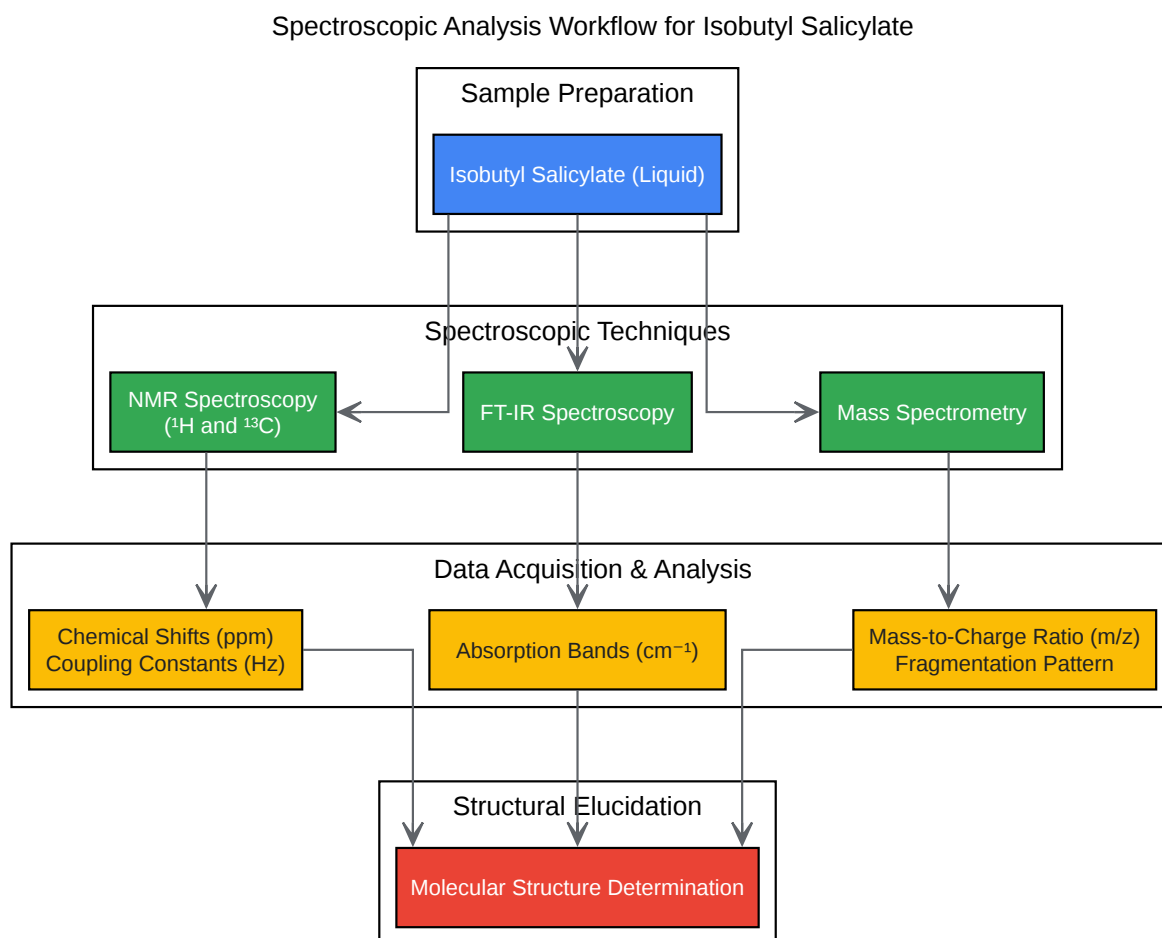 Spectroscopic Analysis Workflow for Isobutyl Salicylate
Sample Preparation
Isobutyl Salicylate (Liquid)
Spectroscopic Techniques
NMR Spectroscopy
(¹H and ¹³C)
FT-IR Spectroscopy
Mass Spectrometry
Data Acquisition & Analysis
Chemical Shifts (ppm)
Coupling Constants (Hz)
Absorption Bands (cm⁻¹)
Mass-to-Charge Ratio (m/z)
Fragmentation Pattern
Structural Elucidation
Molecular Structure Determination